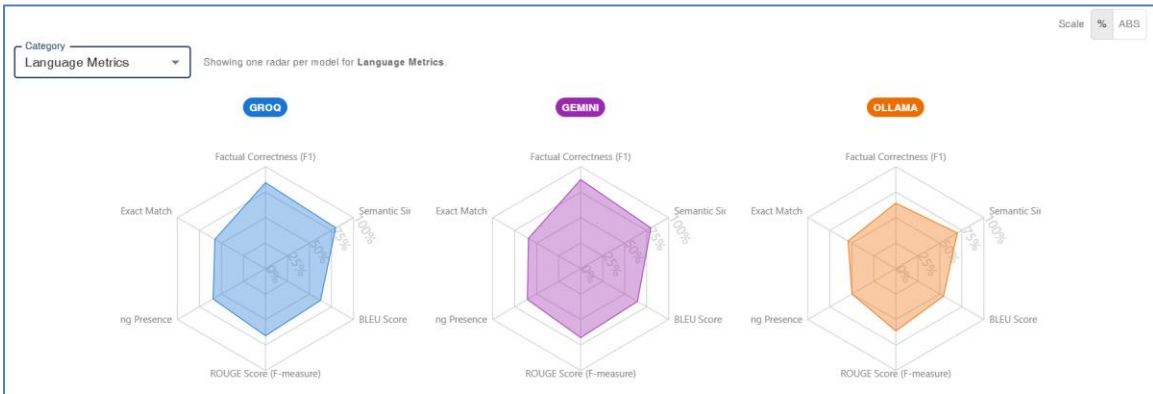 Scale % ABS
Category
Language Metrics
Showing one radar per model for Language Metrics.
GROQ
GEMINI
OLLAMA
Factual Correctness (F1)
Factual Correctness (F1)
Factual Correctness (F1)
Exact Match
Semantic Sir
Exact Match
Semantic Sir
Exact Match
Semantic Sir
0% 25% 50% 75% 100%
0% 25% 50% 75% 100%
0% 25% 50% 75% 100%
ng Presence
BLEU Score
ng Presence
BLEU Score
ng Presence
BLEU Score
ROUGE Score (F-measure)
ROUGE Score (F-measure)
ROUGE Score (F-measure)